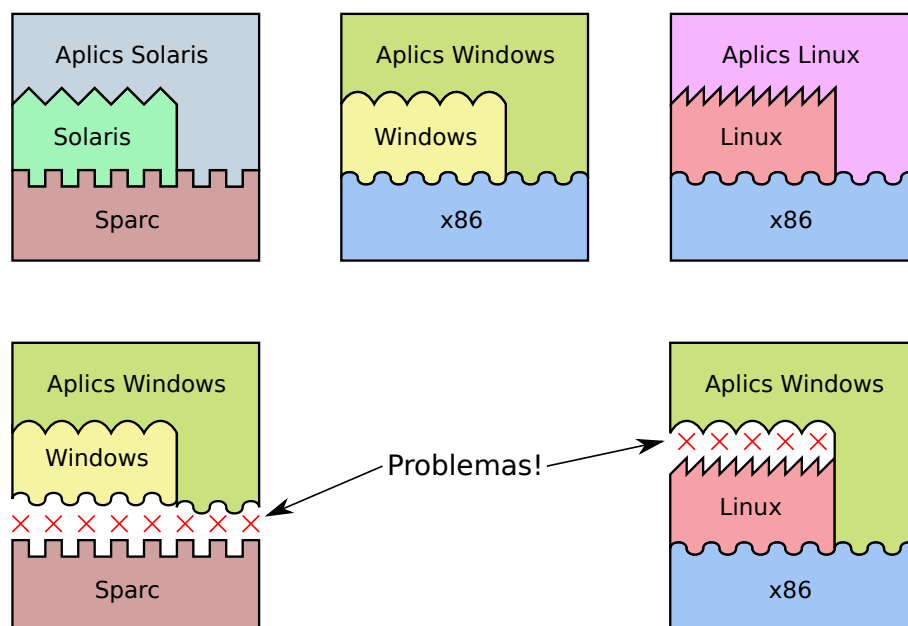 Aplics Solaris
Solaris
Sparc
Aplics Windows
Windows
x86
Aplics Linux
Linux
x86
Aplics Windows
Windows
Sparc
Problemas!
Aplics Windows
Linux
x86